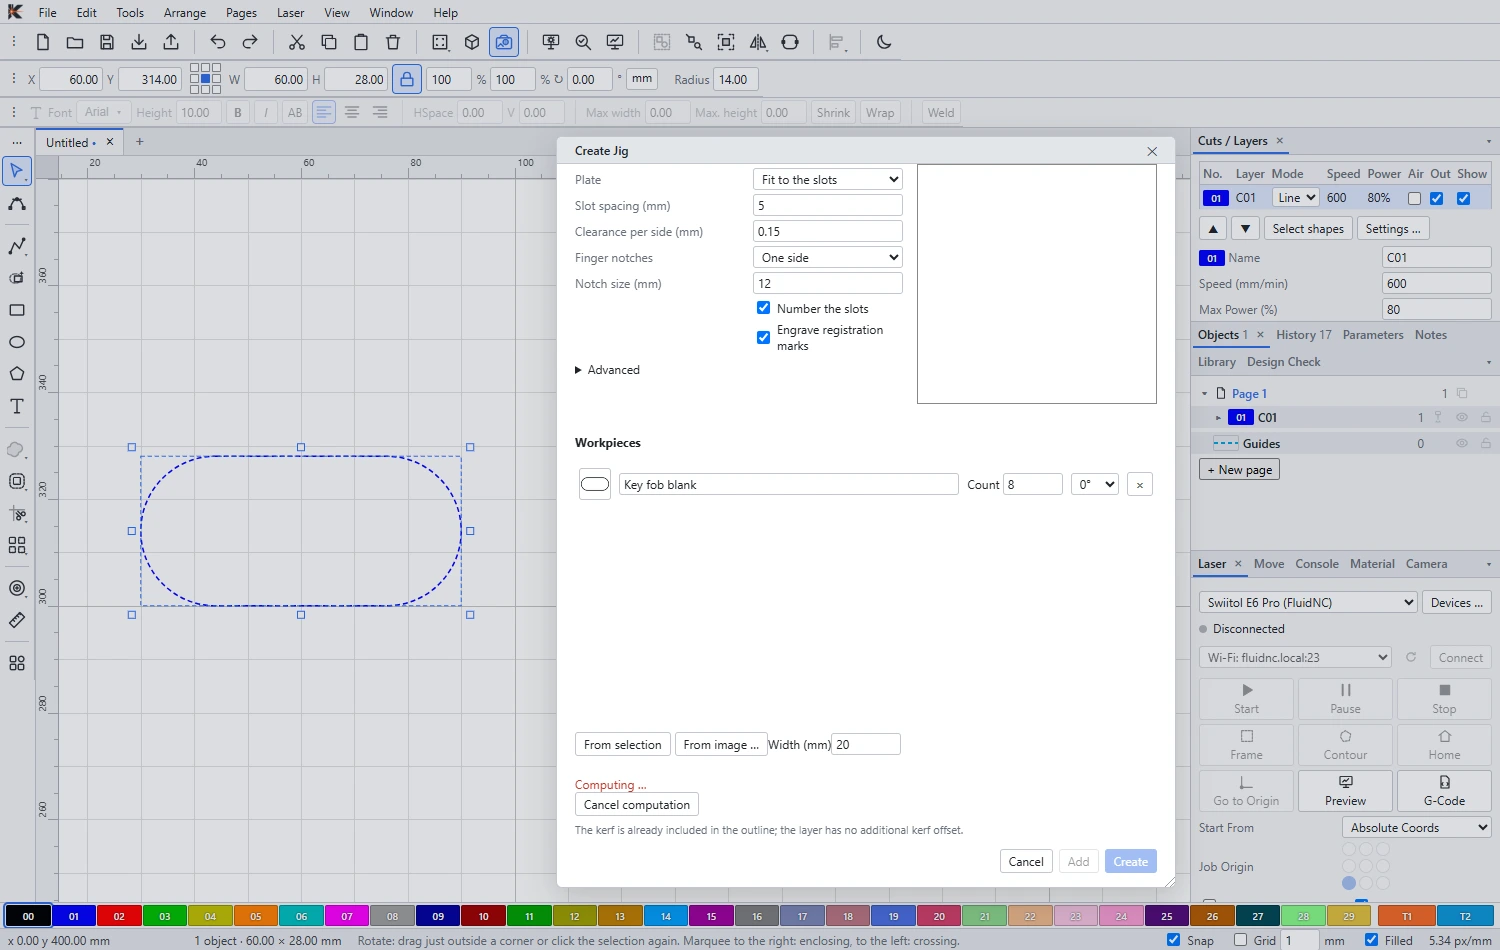 File Edit Tools Arrange Pages Laser View Window Help
X 60.00 Y 314.00 W 60.00 H 28.00 100 % 100 % 0.00 ° mm Radius 14.00
Font Arial Height 10.00 B I AB HSpace 0.00 V 0.00 Max width 0.00 Max. height 0.00 Shrink Wrap Weld
Untitled • × +
20 40 60 80 100
360
340
320
300
280
260
Create Jig
Plate Fit to the slots
Slot spacing (mm) 5
Clearance per side (mm) 0.15
Finger notches One side
Notch size (mm) 12
Number the slots
Engrave registration
marks
Advanced
Workpieces
Key fob blank Count 8 0° ×
From selection From image ... Width (mm) 20
Computing ...
Cancel computation
The kerf is already included in the outline; the layer has no additional kerf offset.
Cancel Add Create
Cuts / Layers ×
No. Layer Mode Speed Power Air Out Show
01 C01 Line 600 80%
▲ ▼ Select shapes Settings ...
01 Name C01
Speed (mm/min) 600
Max Power (%) 80
Objects 1 × History 17 Parameters Notes
Library Design Check
Page 1 1
01 C01 1
Guides 0
+ New page
Laser × Move Console Material Camera
Swiitol E6 Pro (FluidNC) Devices ...
Disconnected
Wi-Fi: fluidnc.local:23 Connect
Start Pause Stop
Frame Contour Home
Go to Origin Preview G-Code
Start From Absolute Coords
Job Origin
00 01 02 03 04 05 06 07 08 09 10 11 12 13 14 15 16 17 18 19 20 21 22 23 24 25 26 27 28 29 T1 T2
x 0.00 y 400.00 mm 1 object · 60.00 × 28.00 mm Rotate: drag just outside a corner or click the selection again. Marquee to the right: enclosing, to the left: crossing. Snap Grid 1 mm Filled 5.34 px/mm